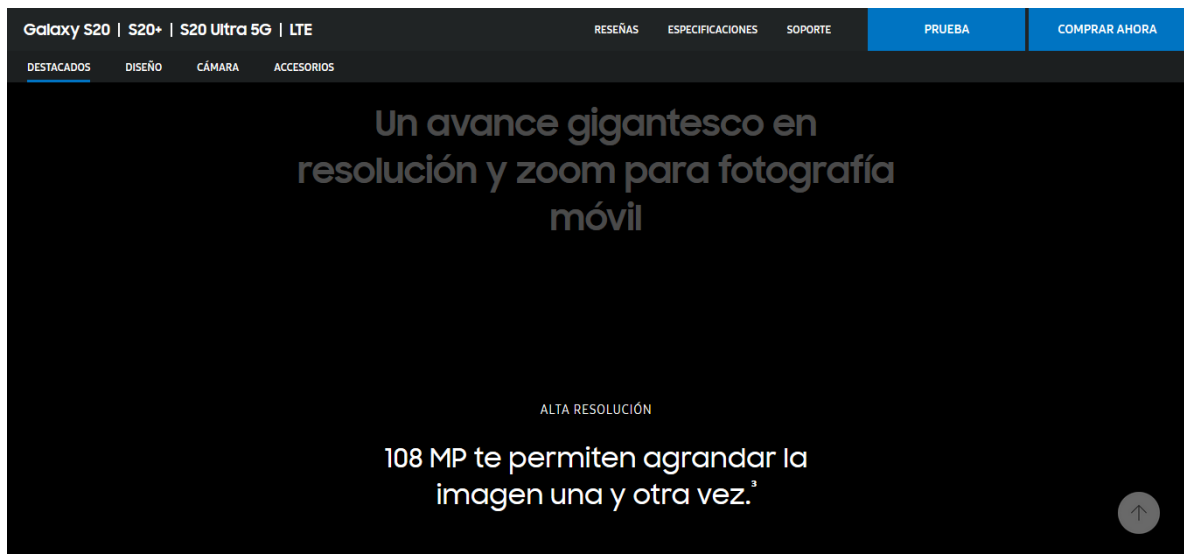 Galaxy S20 | S20+ | S20 Ultra 5G | LTE
RESEÑAS ESPECIFICACIONES SOPORTE PRUEBA COMPRAR AHORA
DESTACADOS DISEÑO CÁMARA ACCESORIOS
Un avance gigantesco en
resolución y zoom para fotografía
móvil
ALTA RESOLUCIÓN
108 MP te permiten agrandar la
imagen una y otra vez.³